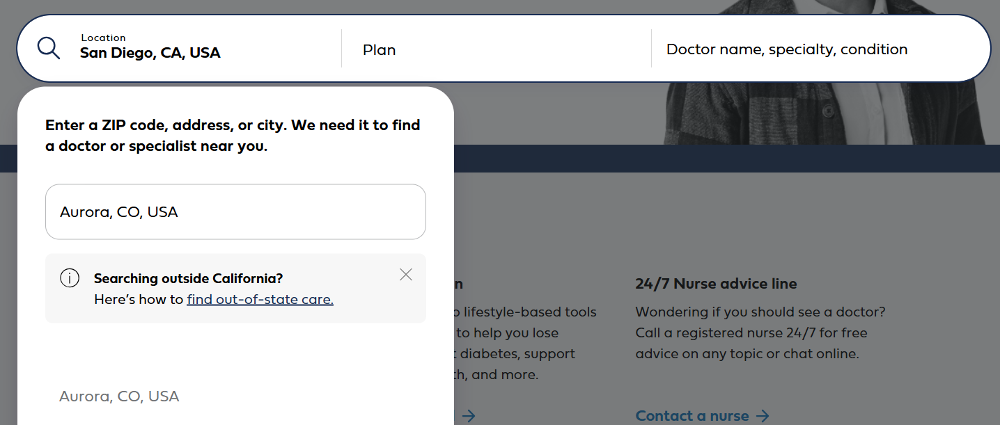 Location
San Diego, CA, USA
Plan
Doctor name, specialty, condition
Enter a ZIP code, address, or city. We need it to find
a doctor or specialist near you.
Aurora, CO, USA
Searching outside California?
Here's how to find out-of-state care.
Aurora, CO, USA
lifestyle-based tools
to help you lose
diabetes, support
and more.
24/7 Nurse advice line
Wondering if you should see a doctor?
Call a registered nurse 24/7 for free
advice on any topic or chat online.
Contact a nurse